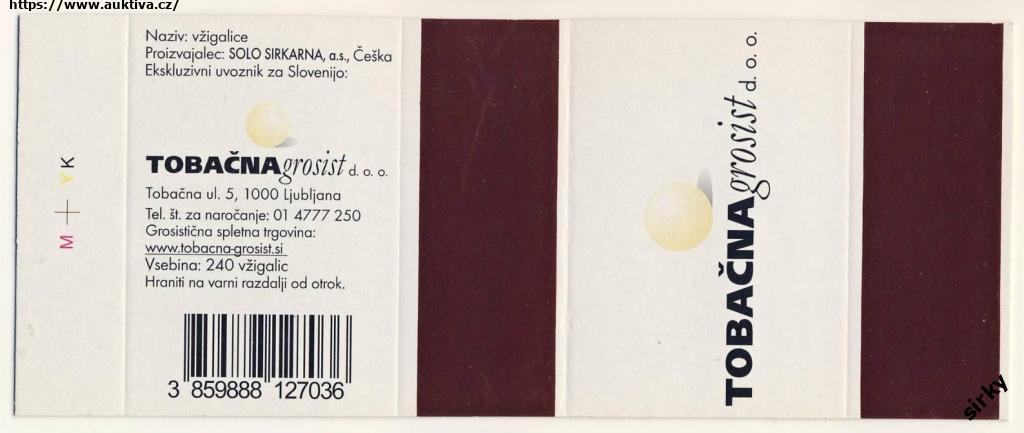 https://www.auktiva.cz/
Naziv: vžigalice
Proizvajalec: SOLO SIRKARNA, a.s., Češka
Ekskluzivni uvoznik za Slovenijo:
TOBAČNAgrosist d. o. o.
Tobačna ul. 5, 1000 Ljubljana
Tel. št. za naročanje: 01 4777 250
Grosistična spletna trgovina:
www.tobacna-grosist.si
Vsebina: 240 vžigalic
Hraniti na varni razdalji od otrok.
3 859888 127036
M Y K
TOBAČNAgrosist d. o. o.
sirky